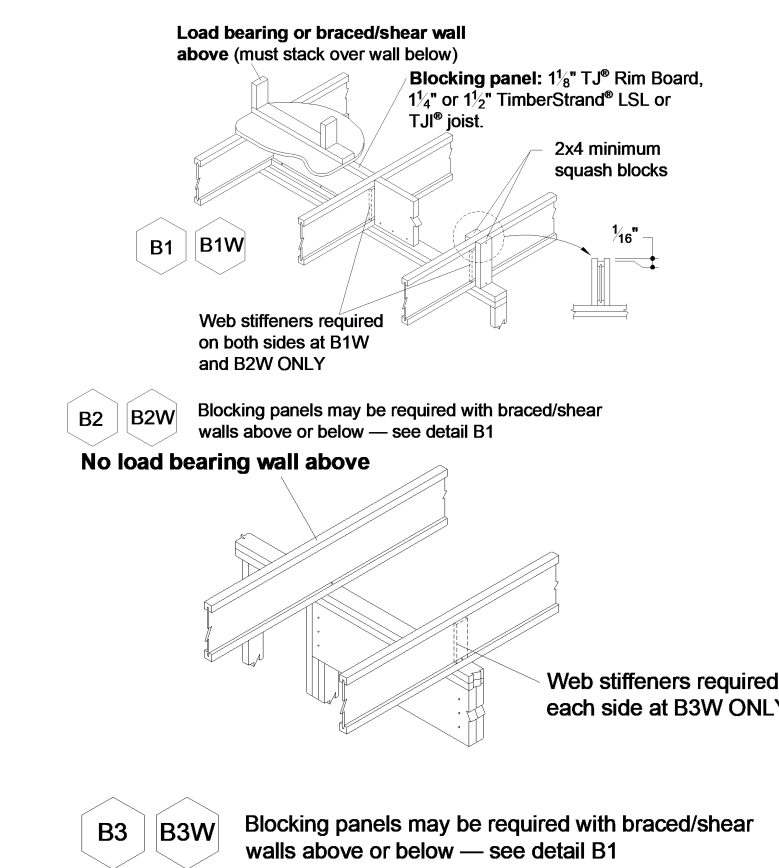 Load bearing or braced/shear wall
above (must stack over wall below)
Blocking panel: 1⅛" TJ® Rim Board,
1¼" or 1½" TimberStrand® LSL or
TJI® joist.
2x4 minimum
squash blocks
1/16"
B1 B1W
Web stiffeners required
on both sides at B1W
and B2W ONLY
B2 B2W
Blocking panels may be required with braced/shear
walls above or below — see detail B1
No load bearing wall above
Web stiffeners required
each side at B3W ONLY
B3 B3W
Blocking panels may be required with braced/shear
walls above or below — see detail B1